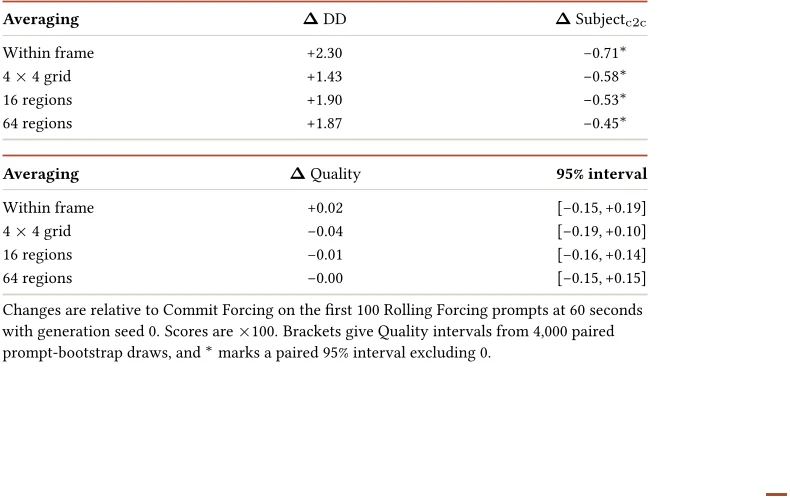 Averaging Δ DD Δ Subject_c2c
Within frame +2.30 −0.71*
4 × 4 grid +1.43 −0.58*
16 regions +1.90 −0.53*
64 regions +1.87 −0.45*
Averaging Δ Quality 95% interval
Within frame +0.02 [−0.15, +0.19]
4 × 4 grid −0.04 [−0.19, +0.10]
16 regions −0.01 [−0.16, +0.14]
64 regions −0.00 [−0.15, +0.15]
Changes are relative to Commit Forcing on the first 100 Rolling Forcing prompts at 60 seconds
with generation seed 0. Scores are ×100. Brackets give Quality intervals from 4,000 paired
prompt-bootstrap draws, and * marks a paired 95% interval excluding 0.